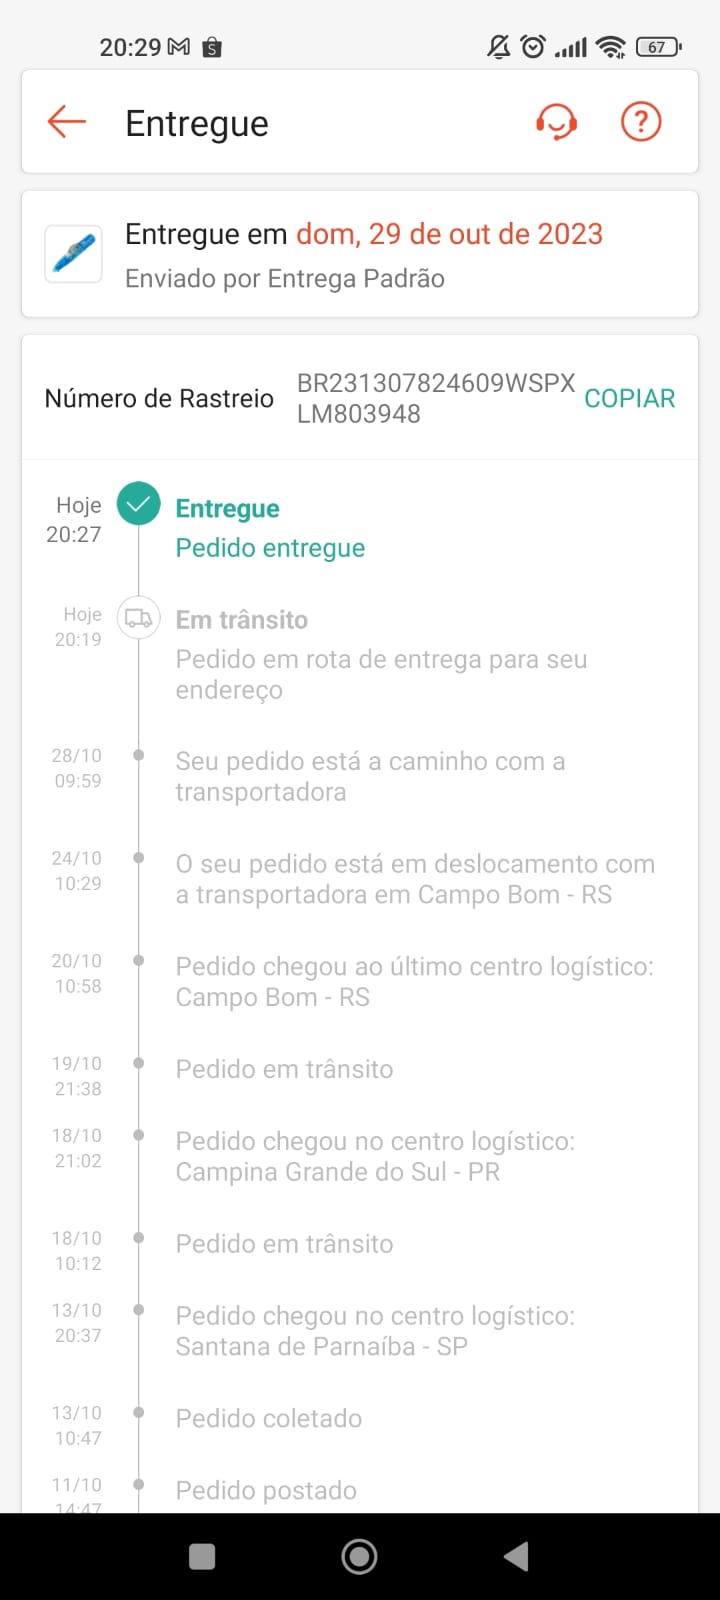 20:29
67
Entregue
Entregue em dom, 29 de out de 2023
Enviado por Entrega Padrão
Número de Rastreio
BR231307824609WSPX
LM803948
COPIAR
Hoje
20:27
Entregue
Pedido entregue
Hoje
20:19
Em trânsito
Pedido em rota de entrega para seu
endereço
28/10
09:59
Seu pedido está a caminho com a
transportadora
24/10
10:29
O seu pedido está em deslocamento com
a transportadora em Campo Bom - RS
20/10
10:58
Pedido chegou ao último centro logístico:
Campo Bom - RS
19/10
21:38
Pedido em trânsito
18/10
21:02
Pedido chegou no centro logístico:
Campina Grande do Sul - PR
18/10
10:12
Pedido em trânsito
13/10
20:37
Pedido chegou no centro logístico:
Santana de Parnaíba - SP
13/10
10:47
Pedido coletado
11/10
14:47
Pedido postado